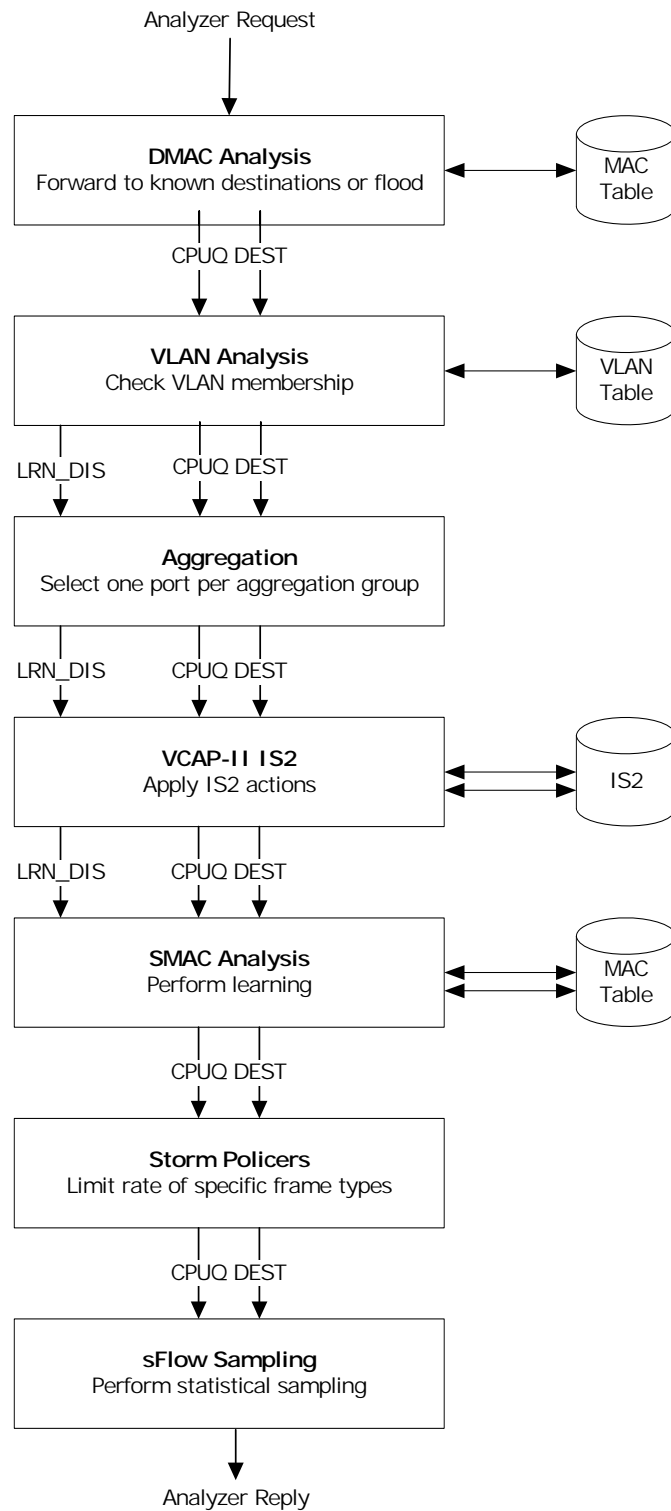 Analyzer Request
DMAC Analysis
Forward to known destinations or flood
MAC
Table
CPUQ DEST
VLAN Analysis
Check VLAN membership
VLAN
Table
LRN_DIS
CPUQ DEST
Aggregation
Select one port per aggregation group
LRN_DIS
CPUQ DEST
VCAP-II IS2
Apply IS2 actions
IS2
LRN_DIS
CPUQ DEST
SMAC Analysis
Perform learning
MAC
Table
CPUQ DEST
Storm Policers
Limit rate of specific frame types
CPUQ DEST
sFlow Sampling
Perform statistical sampling
Analyzer Reply